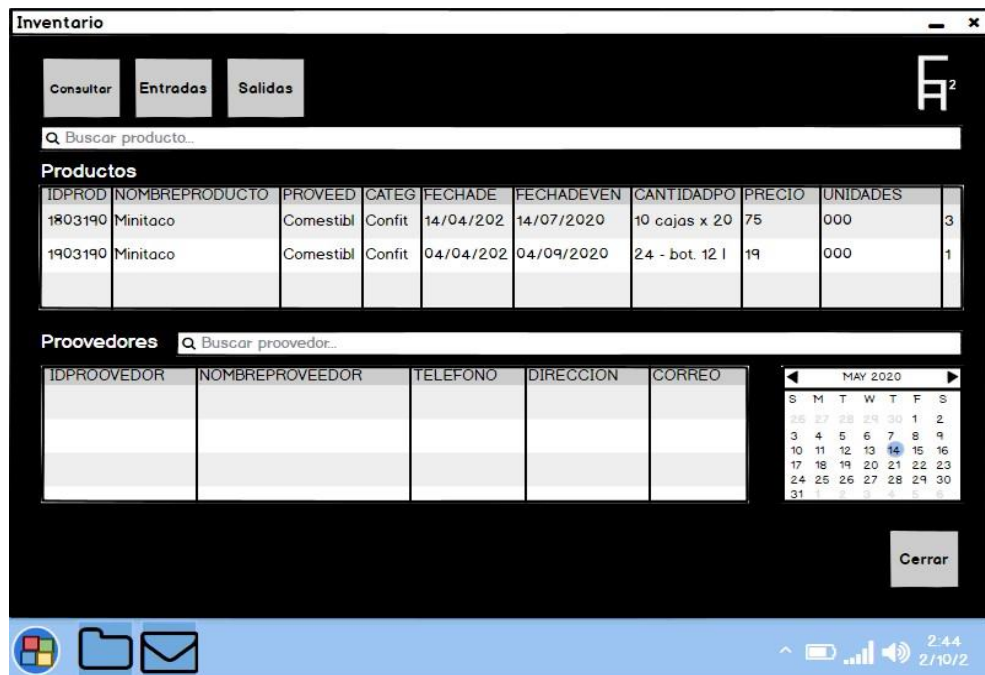 Inventario
Consultar Entradas Salidas
2
Buscar producto...
Productos
IDPROD NOMBREPRODUCTO PROVEED CATEG FECHADE FECHADEVEN CANTIDADPO PRECIO UNIDADES
1803190 Minitaco Comestibl Confit 14/04/202 14/07/2020 10 cajas x 20 75 000 3
1903190 Minitaco Comestibl Confit 04/04/202 04/09/2020 24 - bot. 12 l 19 000 1
Proovedores Buscar proovedor...
IDPROOVEDOR NOMBREPROVEEDOR TELEFONO DIRECCION CORREO
MAY 2020
S M T W T F S
26 27 28 29 30 1 2
3 4 5 6 7 8 9
10 11 12 13 14 15 16
17 18 19 20 21 22 23
24 25 26 27 28 29 30
31 1 2 3 4 5 6
Cerrar
2:44
2/10/2